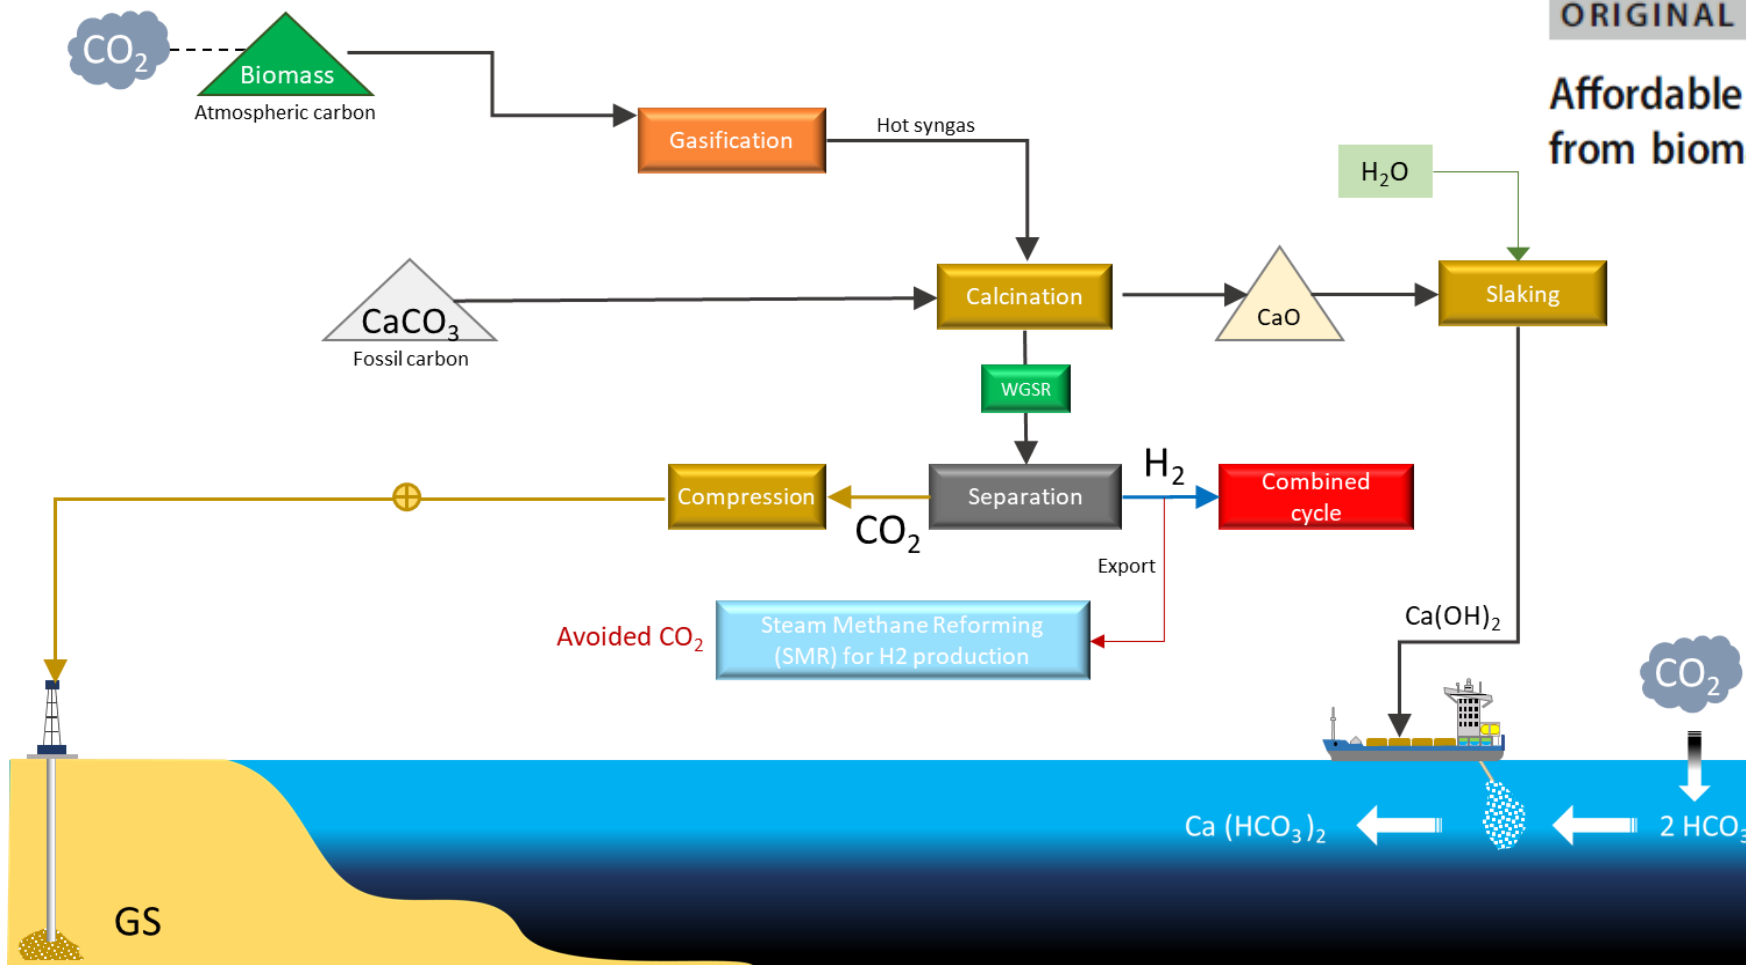 ORIGINAL
Affordable
from biom
CO₂
Biomass
Atmospheric carbon
Gasification
Hot syngas
H₂O
CaCO₃
Fossil carbon
Calcination
CaO
Slaking
WGSR
Compression
CO₂
Separation
H₂
Combined
cycle
Export
Avoided CO₂
Steam Methane Reforming
(SMR) for H2 production
Ca(OH)₂
CO₂
Ca (HCO₃)₂
2 HCO₃
GS